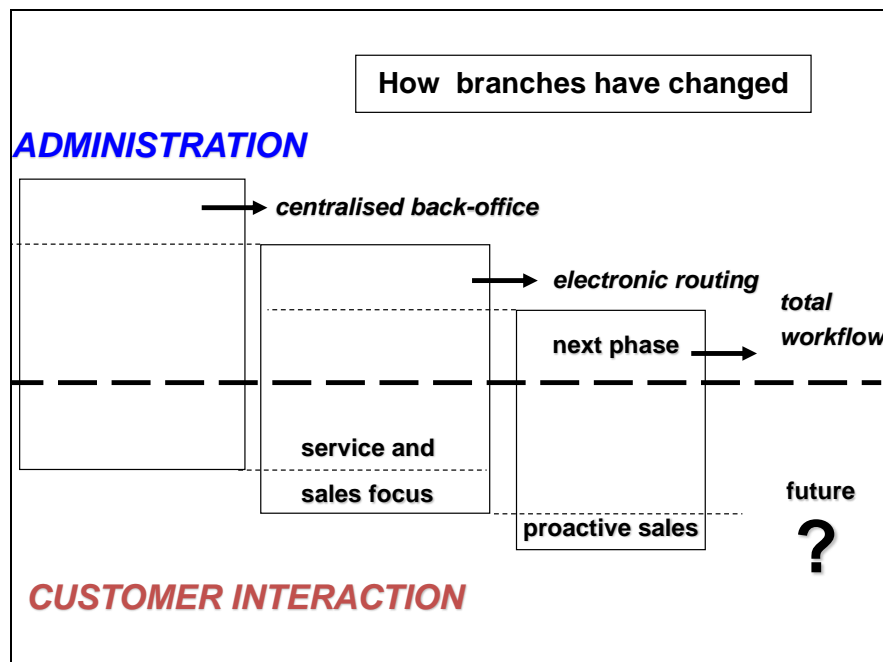 How branches have changed
ADMINISTRATION
centralised back-office
electronic routing
total
workflow
next phase
service and
sales focus
future
?
proactive sales
CUSTOMER INTERACTION